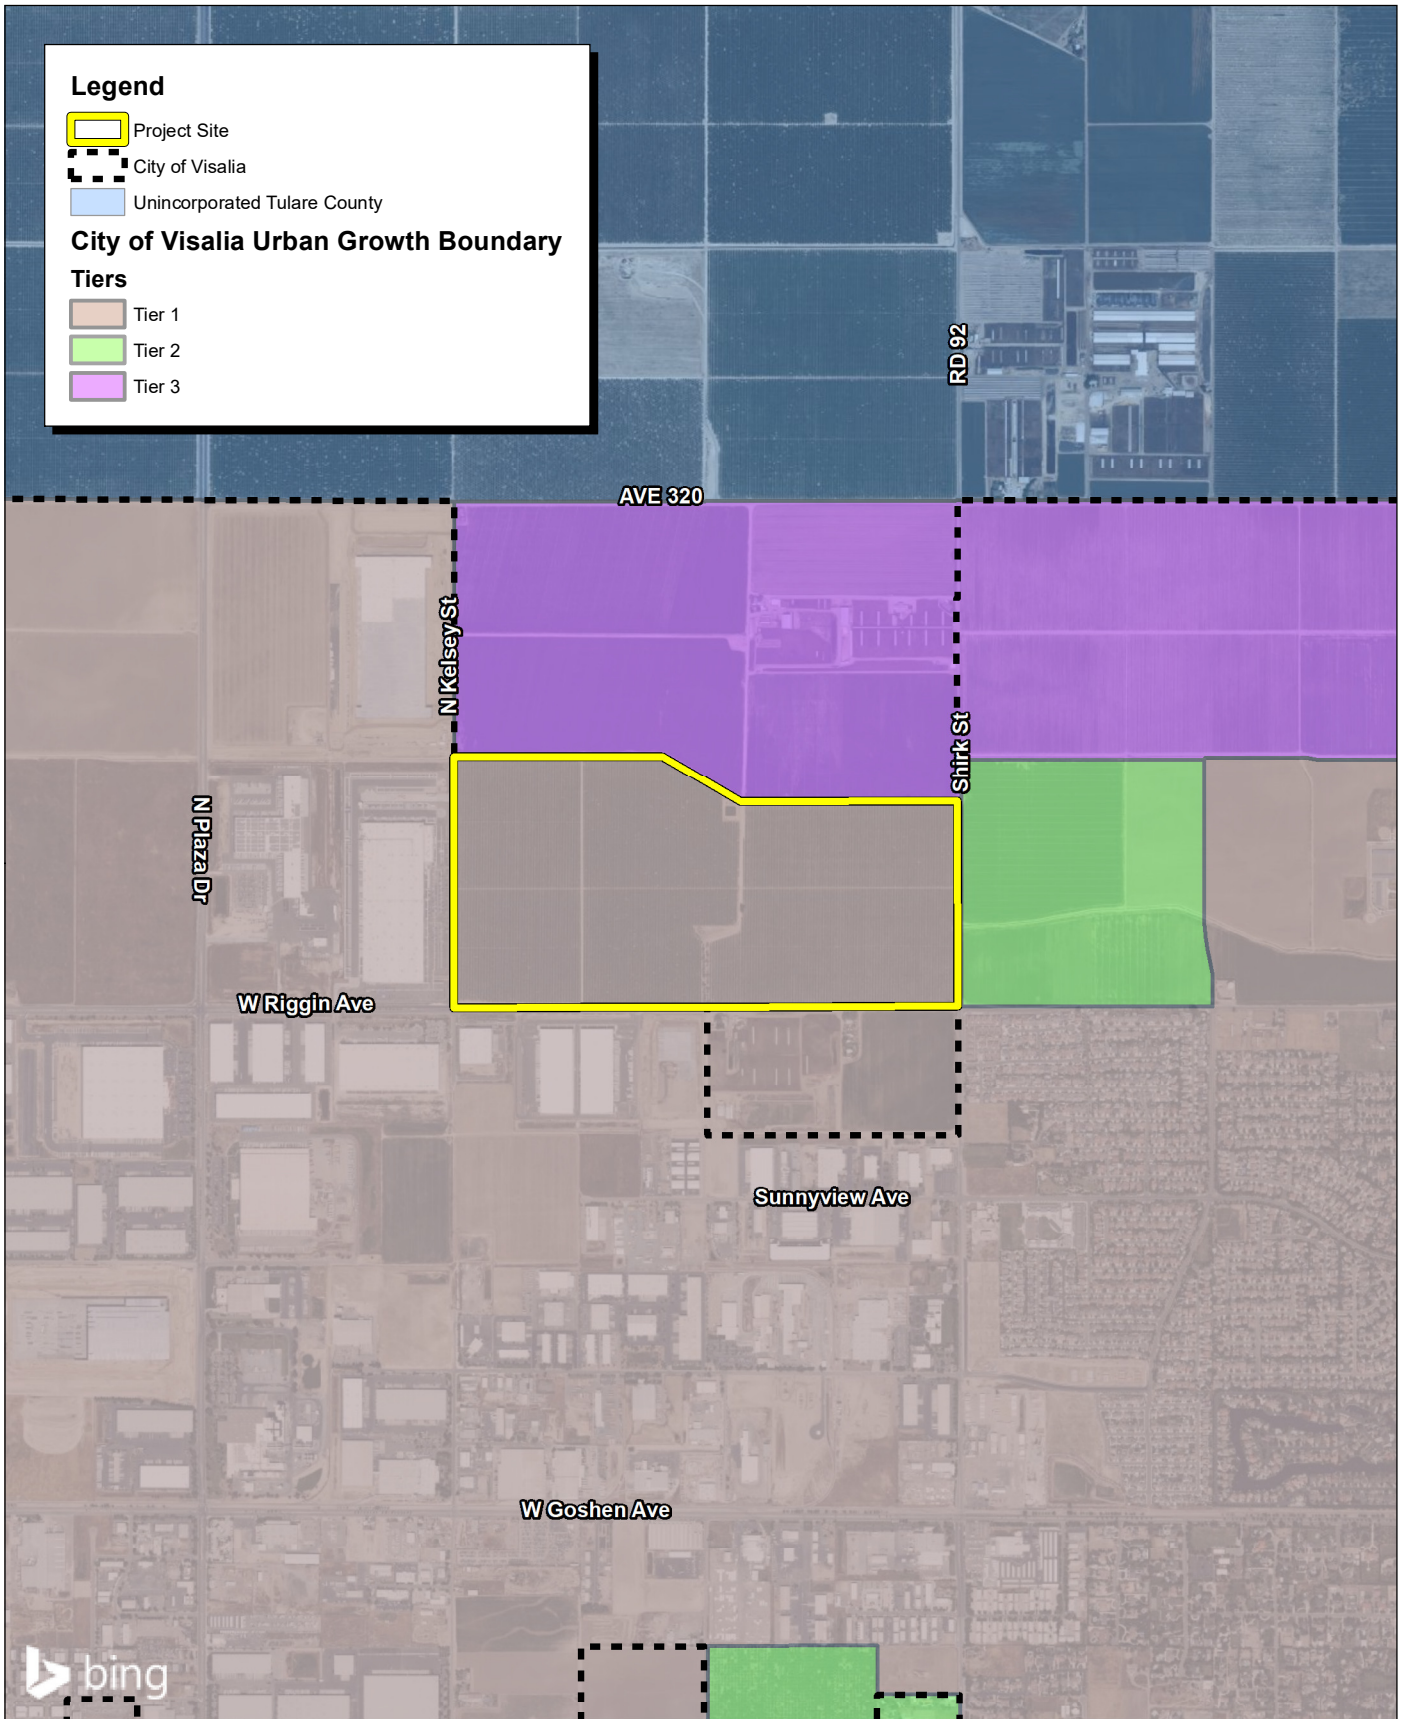 Legend
Project Site
City of Visalia
Unincorporated Tulare County
City of Visalia Urban Growth Boundary
Tiers
Tier 1
Tier 2
Tier 3
RD 92
AVE 320
N Kelsey St
Shirk St
N Plaza Dr
W Riggin Ave
Sunnyview Ave
W Goshen Ave
bing